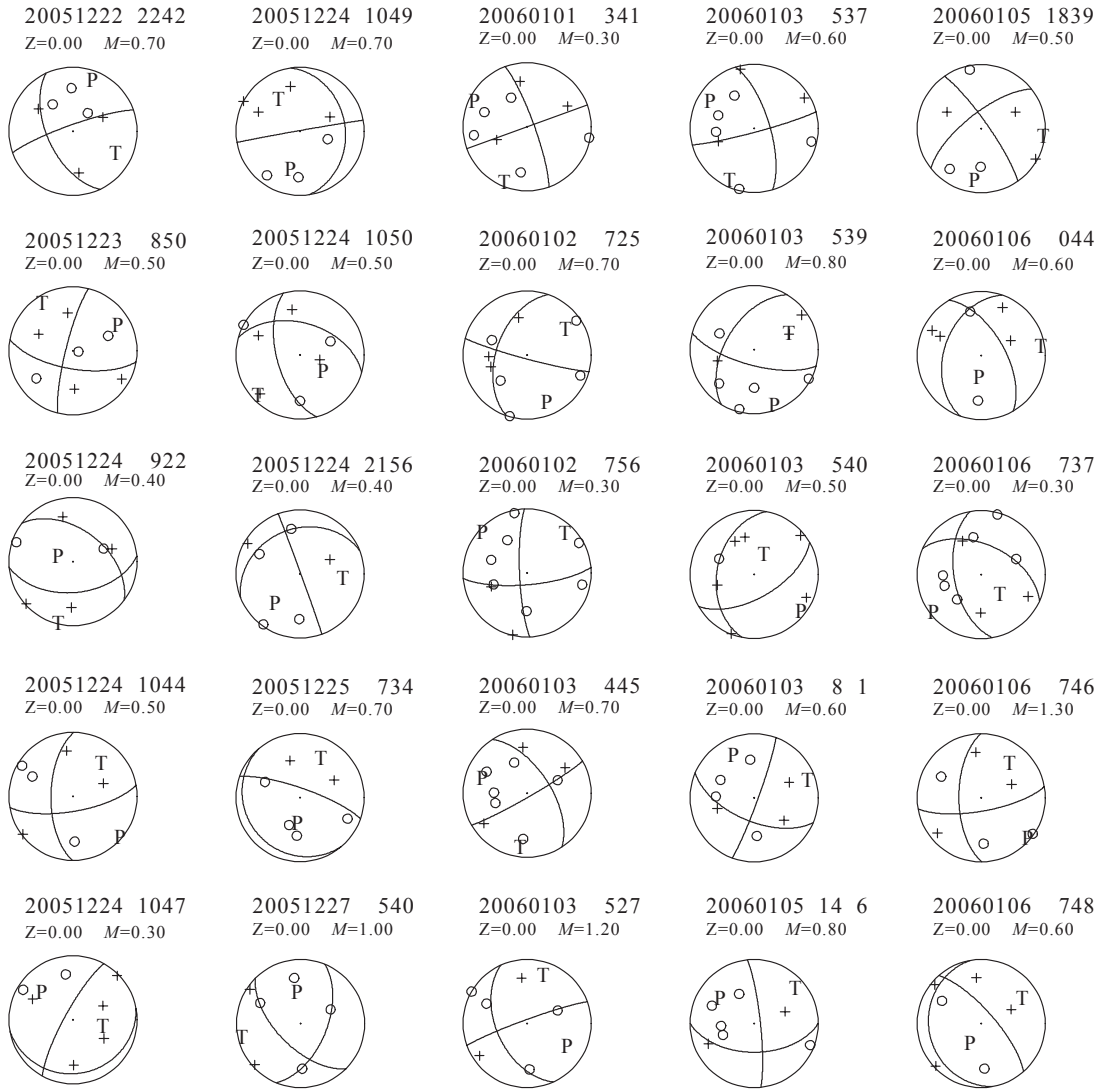 20051222 2242
Z=0.00 M=0.70
P
T
20051224 1049
Z=0.00 M=0.70
T
P
20060101 341
Z=0.00 M=0.30
P
T
20060103 537
Z=0.00 M=0.60
P
T
20060105 1839
Z=0.00 M=0.50
T
P
20051223 850
Z=0.00 M=0.50
T
P
20051224 1050
Z=0.00 M=0.50
P
T
20060102 725
Z=0.00 M=0.70
T
P
20060103 539
Z=0.00 M=0.80
T
P
20060106 044
Z=0.00 M=0.60
T
P
20051224 922
Z=0.00 M=0.40
P
T
20051224 2156
Z=0.00 M=0.40
T
P
20060102 756
Z=0.00 M=0.30
P
T
20060103 540
Z=0.00 M=0.50
T
P
20060106 737
Z=0.00 M=0.30
T
P
20051224 1044
Z=0.00 M=0.50
T
P
20051225 734
Z=0.00 M=0.70
T
P
20060103 445
Z=0.00 M=0.70
P
T
20060103 8 1
Z=0.00 M=0.60
P
T
20060106 746
Z=0.00 M=1.30
T
P
20051224 1047
Z=0.00 M=0.30
P
T
20051227 540
Z=0.00 M=1.00
P
T
20060103 527
Z=0.00 M=1.20
T
P
20060105 14 6
Z=0.00 M=0.80
T
P
20060106 748
Z=0.00 M=0.60
T
P